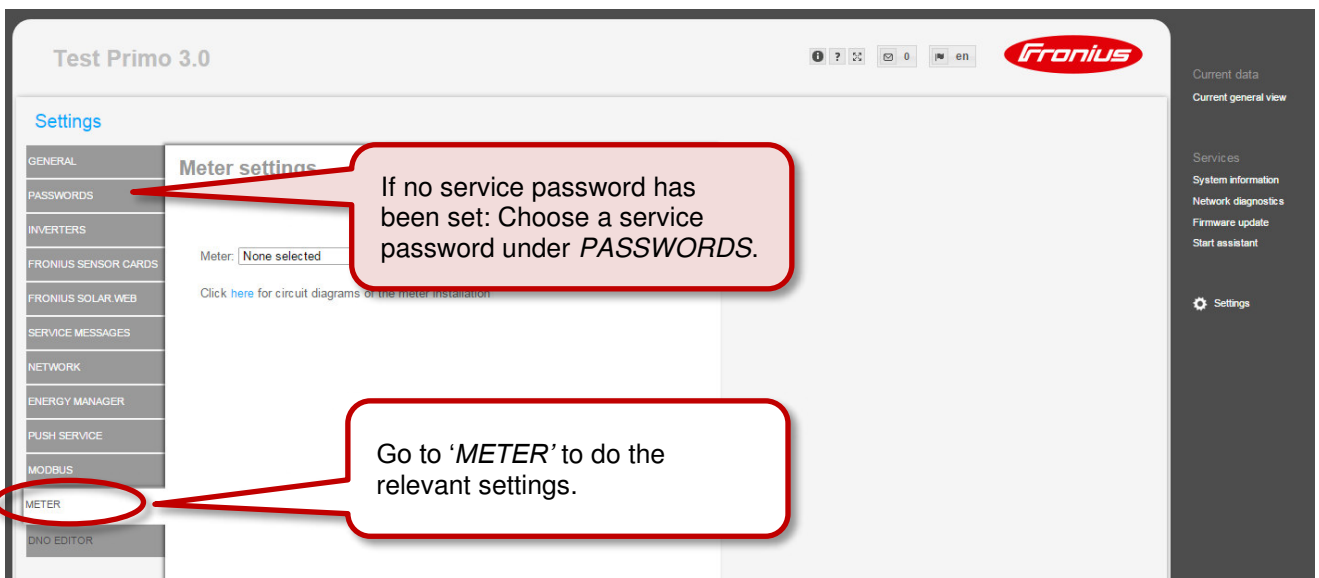 Test Primo 3.0
i ? 0 en
Fronius
Current data
Current general view
Services
System information
Network diagnostics
Firmware update
Start assistant
Settings
Settings
GENERAL
PASSWORDS
INVERTERS
FRONIUS SENSOR CARDS
FRONIUS SOLAR.WEB
SERVICE MESSAGES
NETWORK
ENERGY MANAGER
PUSH SERVICE
MODBUS
METER
DNO EDITOR
Meter settings
Meter: None selected
Click here for circuit diagrams of the meter installation
If no service password has
been set: Choose a service
password under PASSWORDS.
Go to ‘METER’ to do the
relevant settings.